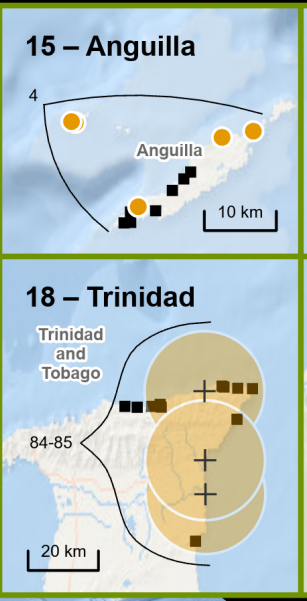 15 – Anguilla
4
Anguilla
10 km
18 – Trinidad
Trinidad
and
Tobago
84-85
20 km